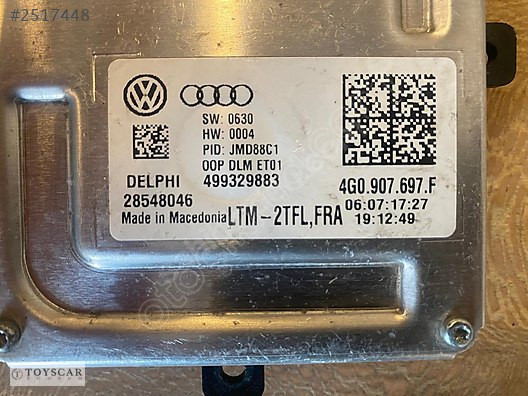 #2517448
SW: 0630
HW: 0004
PID: JMD88C1
OOP DLM ET01
DELPHI 499329883
28548046
Made in Macedonia LTM-2TFL,FRA
4G0.907.697.F
06:07:17:27
19:12:49
TOYSCAR